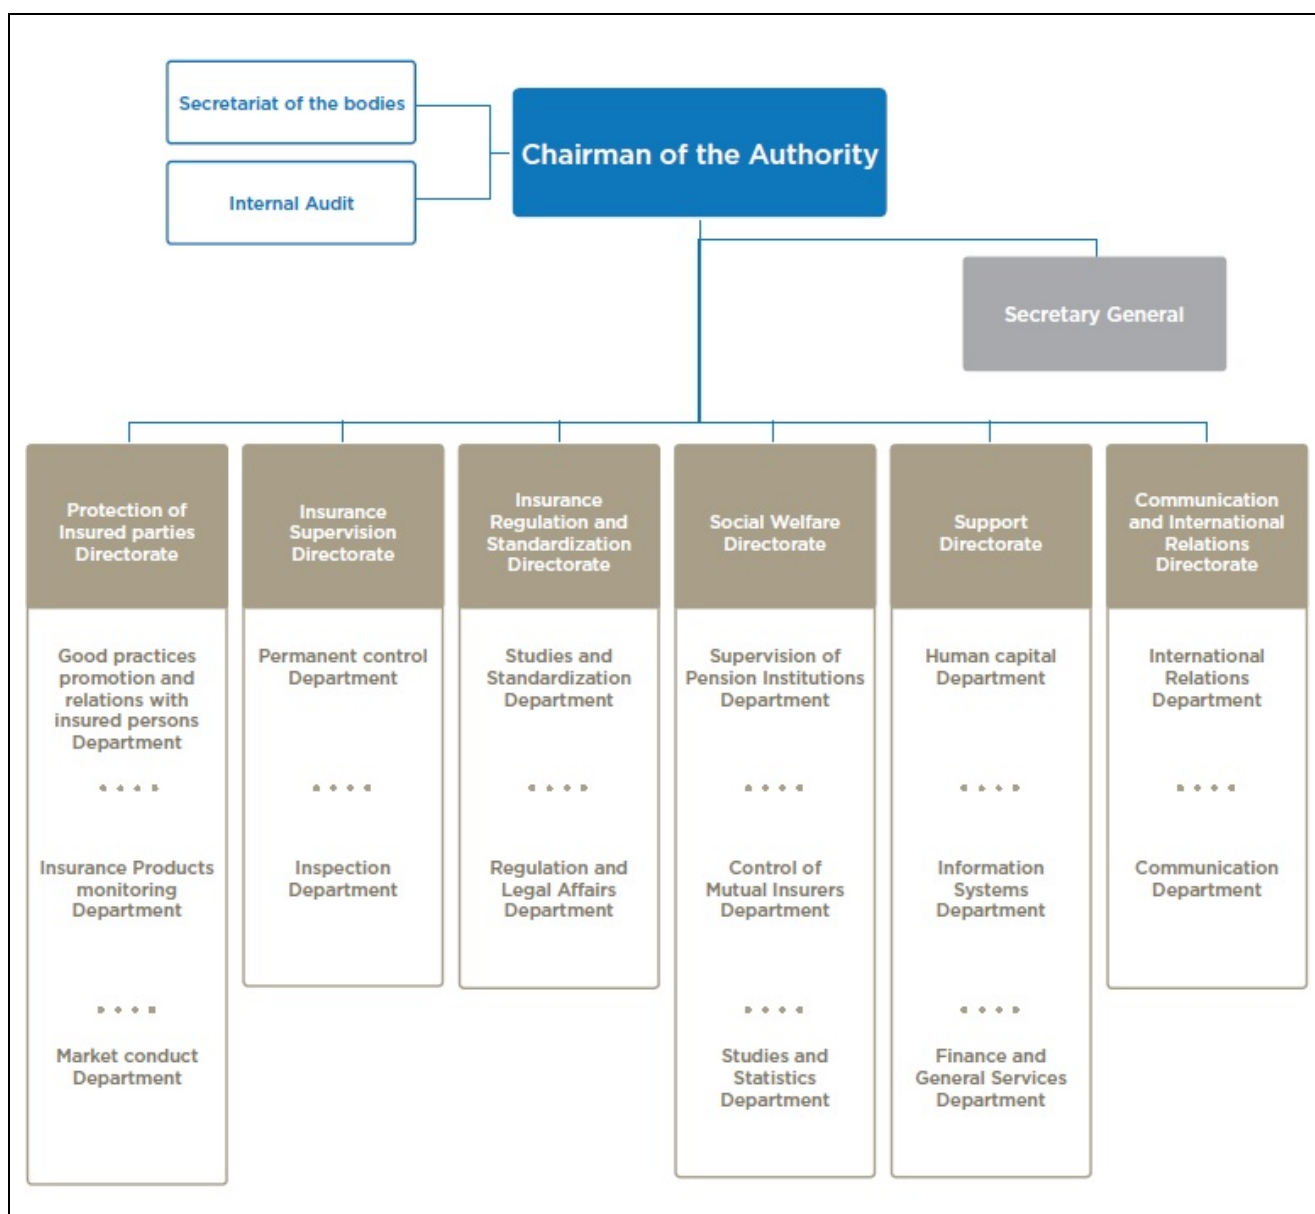 Secretariat of the bodies
Chairman of the Authority
Internal Audit
Secretary General
Protection of
Insured parties
Directorate
Good practices
promotion and
relations with
insured persons
Department
Insurance Products
monitoring
Department
Market conduct
Department
Insurance
Supervision
Directorate
Permanent control
Department
Inspection
Department
Insurance
Regulation and
Standardization
Directorate
Studies and
Standardization
Department
Regulation and
Legal Affairs
Department
Social Welfare
Directorate
Supervision of
Pension Institutions
Department
Control of
Mutual Insurers
Department
Studies and
Statistics
Department
Support
Directorate
Human capital
Department
Information
Systems
Department
Finance and
General Services
Department
Communication
and International
Relations
Directorate
International
Relations
Department
Communication
Department